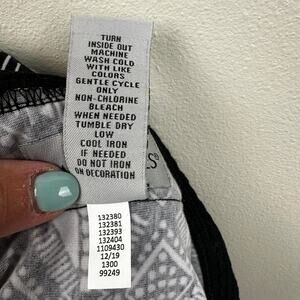 TURN
INSIDE OUT
MACHINE
WASH COLD
WITH LIKE
COLORS
GENTLE CYCLE
ONLY
NON-CHLORINE
BLEACH
WHEN NEEDED
TUMBLE DRY
LOW
COOL IRON
IF NEEDED
DO NOT IRON
ON DECORATION
132380
132381
132393
132404
1109430
12/19
1300
99249